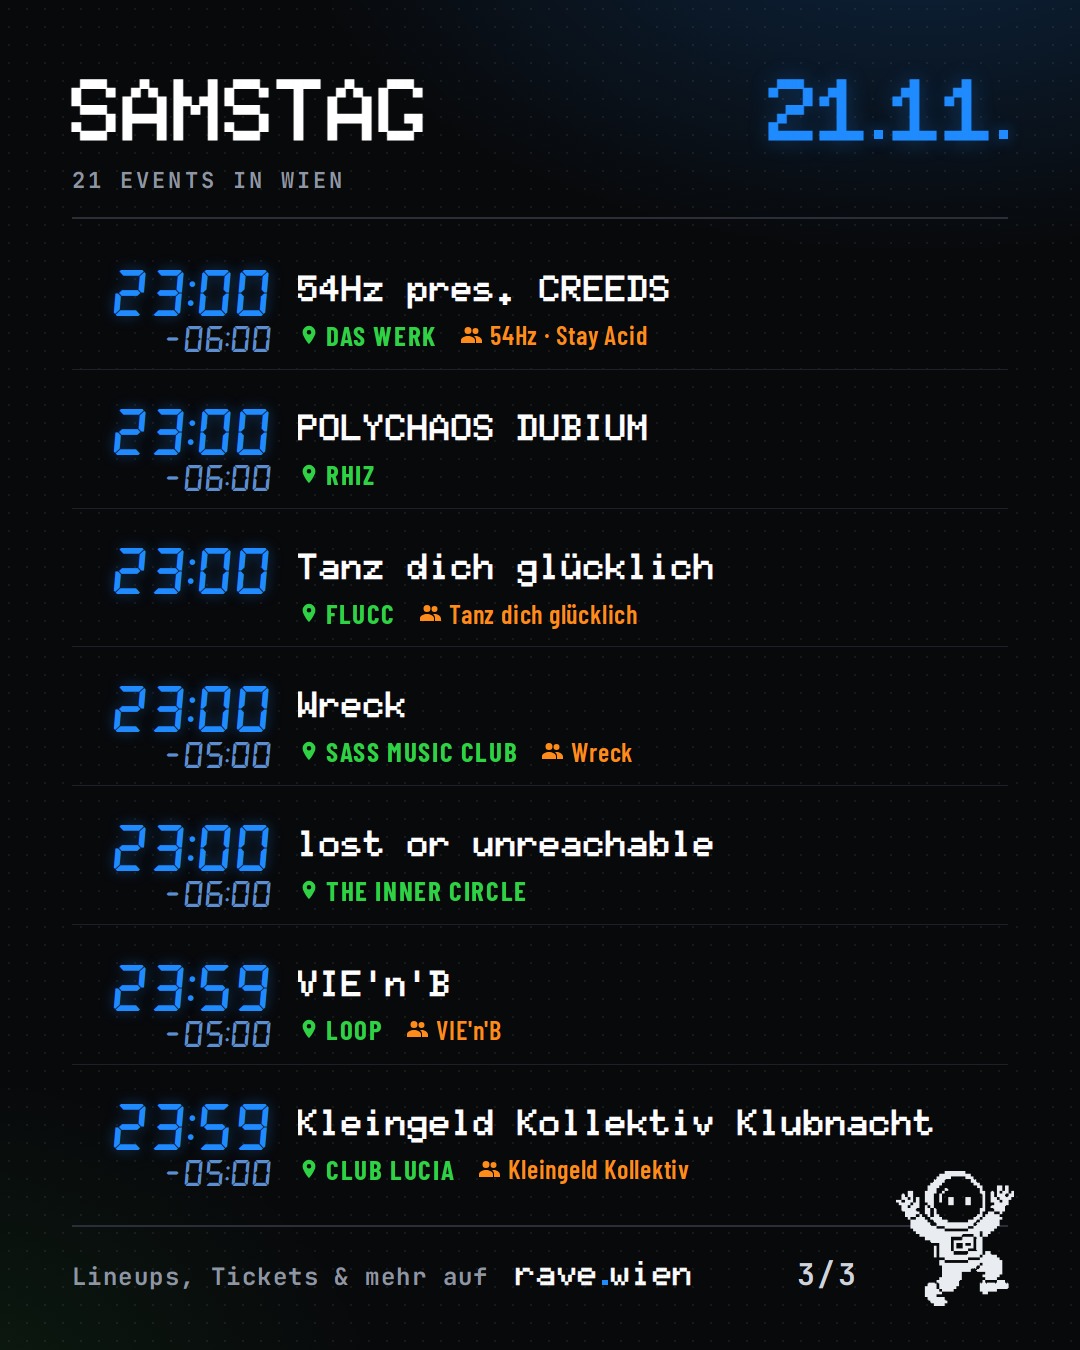 SAMSTAG 21.11.
21 EVENTS IN WIEN
23:00 54Hz pres. CREEDS
-06:00 DAS WERK 54Hz · Stay Acid
23:00 POLYCHAOS DUBIUM
-06:00 RHIZ
23:00 Tanz dich glücklich
FLUCC Tanz dich glücklich
23:00 Wreck
-05:00 SASS MUSIC CLUB Wreck
23:00 lost or unreachable
-06:00 THE INNER CIRCLE
23:59 VIE'n'B
-05:00 LOOP VIE'n'B
23:59 Kleingeld Kollektiv Klubnacht
-05:00 CLUB LUCIA Kleingeld Kollektiv
Lineups, Tickets & mehr auf rave.wien 3/3